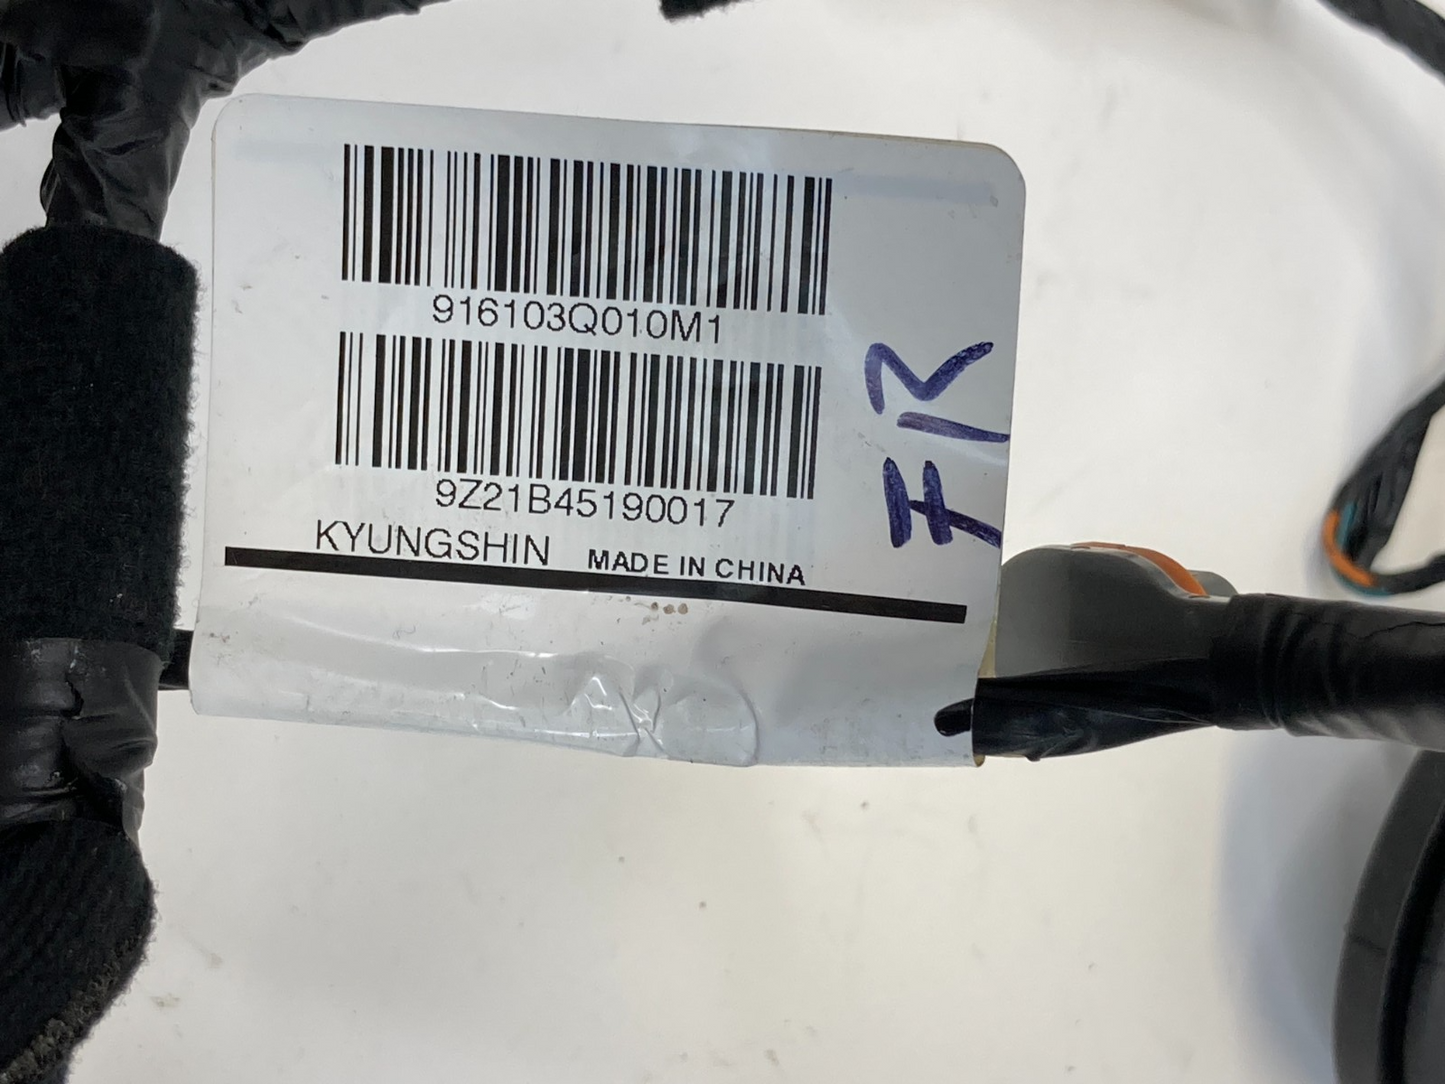 916103Q010M1
9Z21B45190017
KYUNGSHIN MADE IN CHINA
FR